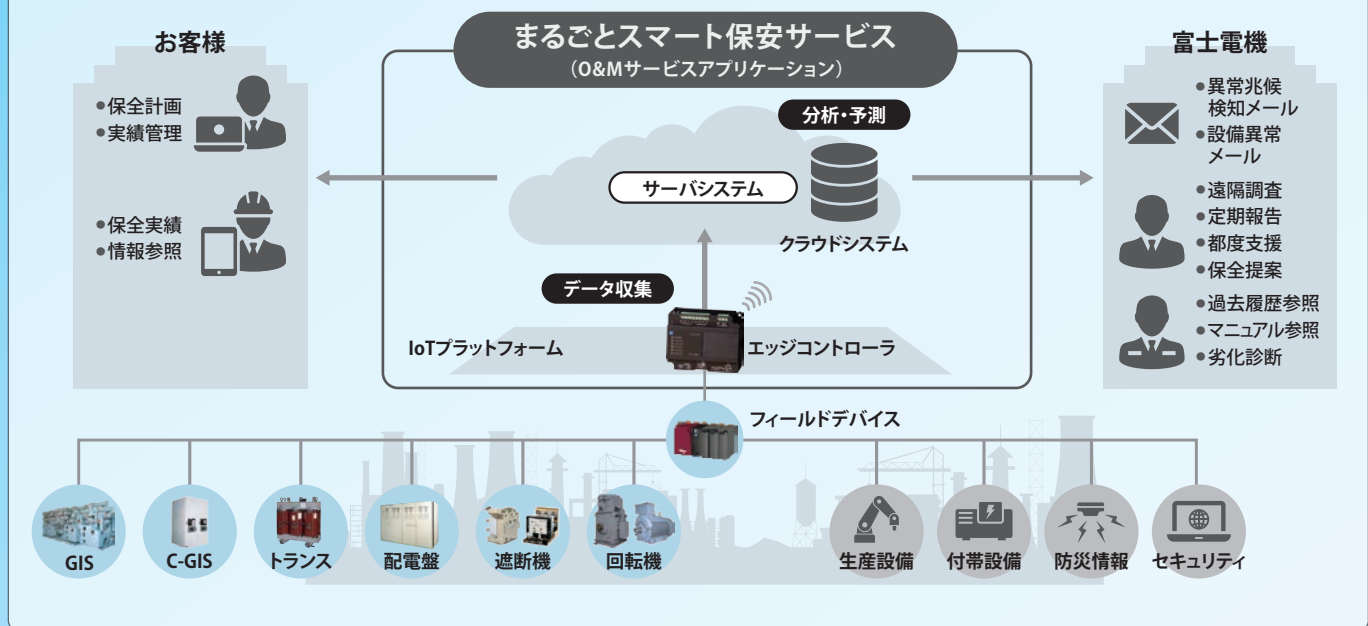 まるごとスマート保安サービス
（O&Mサービスアプリケーション）
お客様
●保全計画
●実績管理
●保全実績
●情報参照
分析・予測
サーバシステム
クラウドシステム
データ収集
IoTプラットフォーム
エッジコントローラ
フィールドデバイス
富士電機
●異常兆候
検知メール
●設備異常
メール
●遠隔調査
●定期報告
●都度支援
●保全提案
●過去履歴参照
●マニュアル参照
●劣化診断
GIS
C-GIS
トランス
配電盤
遮断機
回転機
生産設備
付帯設備
防災情報
セキュリティ